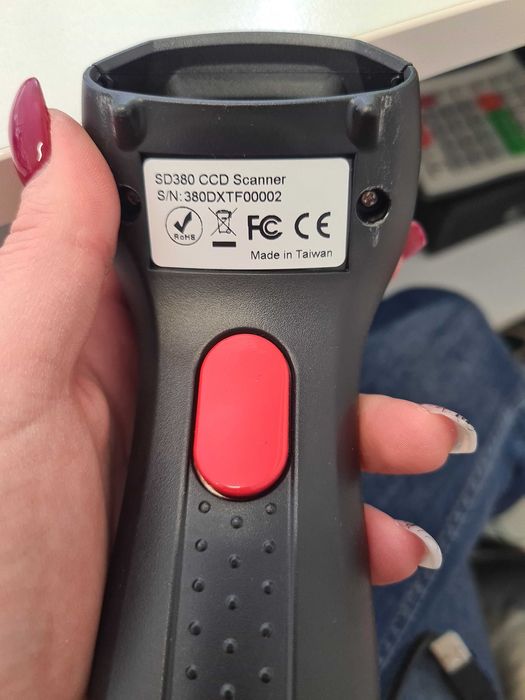 SD380 CCD Scanner
S/N: 380DXTF00002
RoHS FC CE
Made in Taiwan